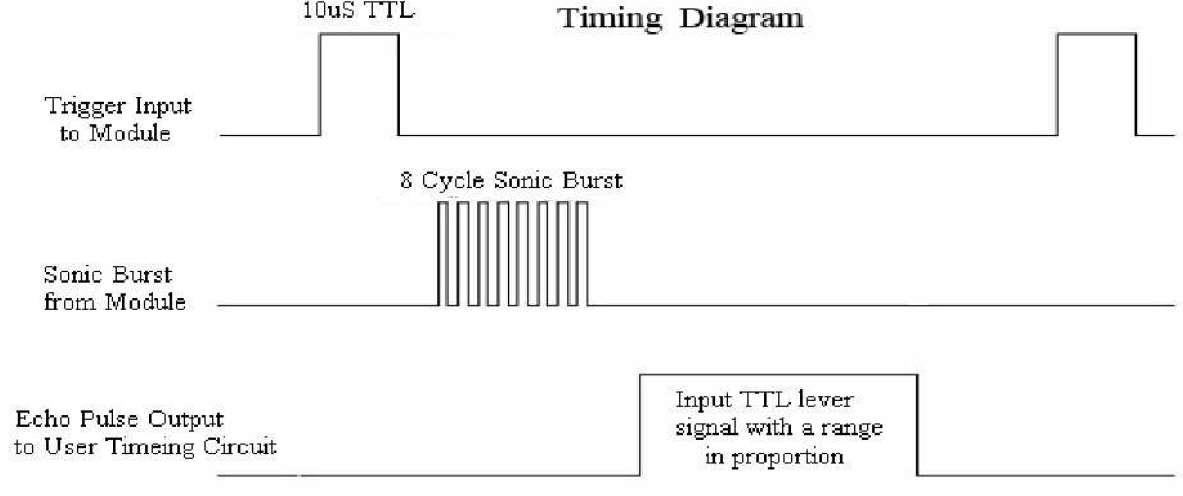 10uS TTL
Timing Diagram
Trigger Input
to Module
8 Cycle Sonic Burst
Sonic Burst
from Module
Echo Pulse Output
to User Timeing Circuit
Input TTL lever
signal with a range
in proportion